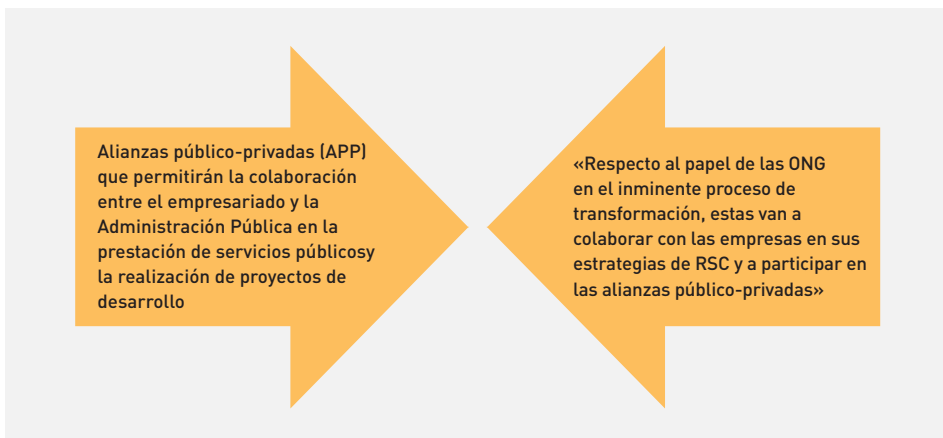 Alianzas público-privadas (APP)
que permitirán la colaboración
entre el empresariado y la
Administración Pública en la
prestación de servicios públicosy
la realización de proyectos de
desarrollo
«Respecto al papel de las ONG
en el inminente proceso de
transformación, estas van a
colaborar con las empresas en sus
estrategias de RSC y a participar en
las alianzas público-privadas»